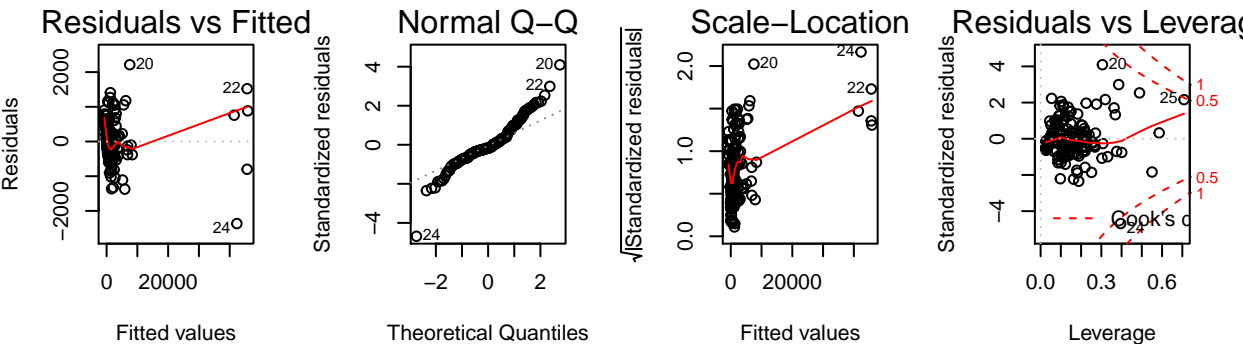 Residuals vs Fitted
Residuals
2000
0
−2000
20
22
24
0 20000
Fitted values
Normal Q−Q
Standardized residuals
4
2
0
−4
20
22
24
−2 0 2
Theoretical Quantiles
Scale−Location
√|Standardized residuals|
2.0
1.0
0.0
24
20
22
0 20000
Fitted values
Residuals vs Leverag
Standardized residuals
4
2
0
−4
20
25
1
0.5
0.5
1
Cook's d
24
0.0 0.3 0.6
Leverage